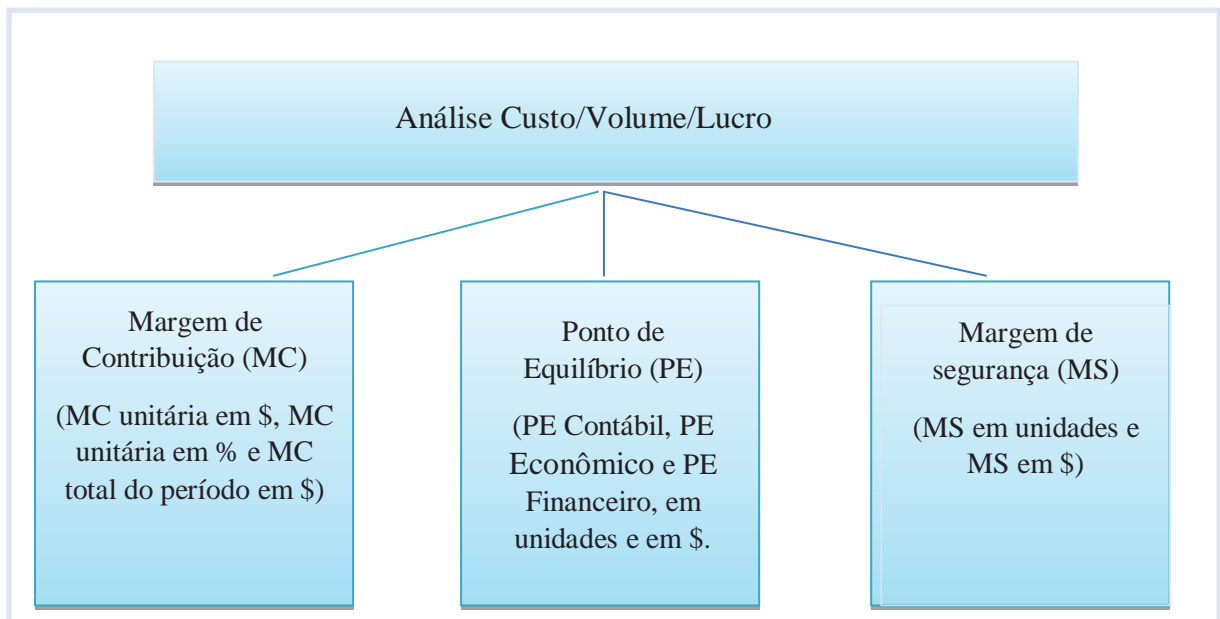 Análise Custo/Volume/Lucro
Margem de
Contribuição (MC)
(MC unitária em $, MC
unitária em % e MC
total do período em $)
Ponto de
Equilíbrio (PE)
(PE Contábil, PE
Econômico e PE
Financeiro, em
unidades e em $.
Margem de
segurança (MS)
(MS em unidades e
MS em $)